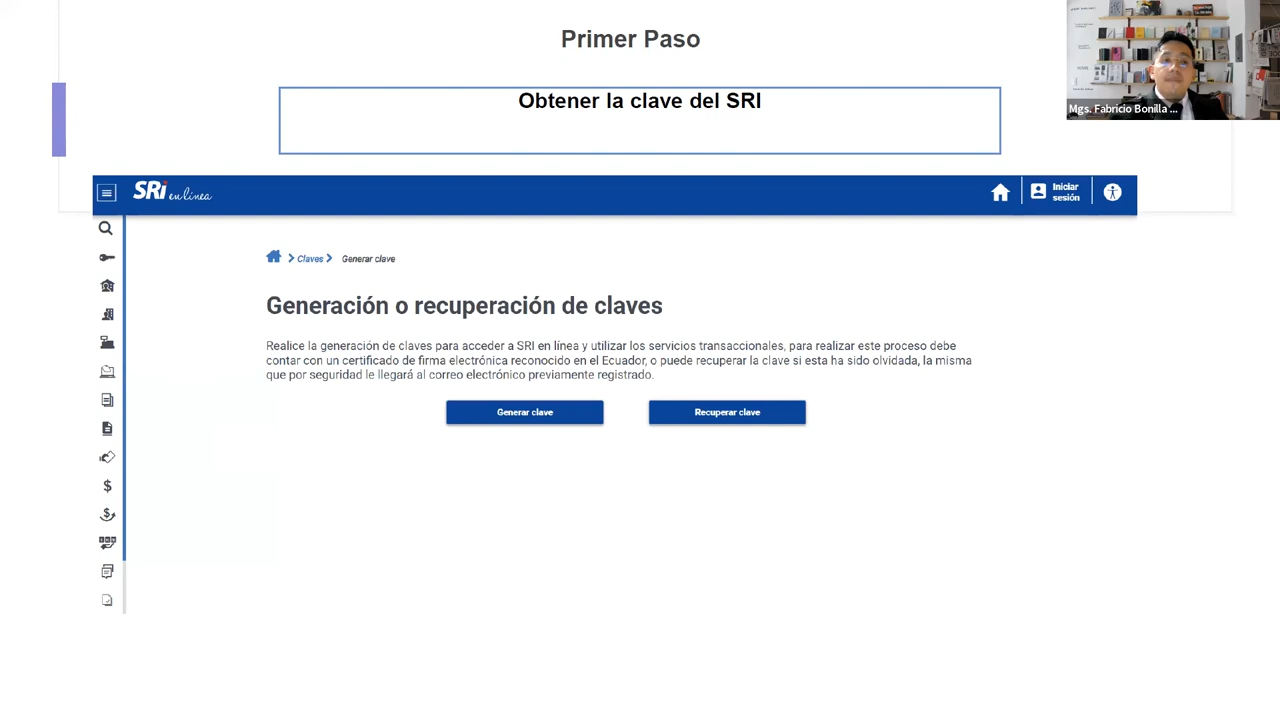 Primer Paso
Obtener la clave del SRI
Mgs. Fabricio Bonilla ...
SRi en línea
Iniciar
sesión
Claves
Generar clave
Generación o recuperación de claves
Realice la generación de claves para acceder a SRI en línea y utilizar los servicios transaccionales, para realizar este proceso debe
contar con un certificado de firma electrónica reconocido en el Ecuador, o puede recuperar la clave si esta ha sido olvidada, la misma
que por seguridad le llegará al correo electrónico previamente registrado.
Generar clave
Recuperar clave